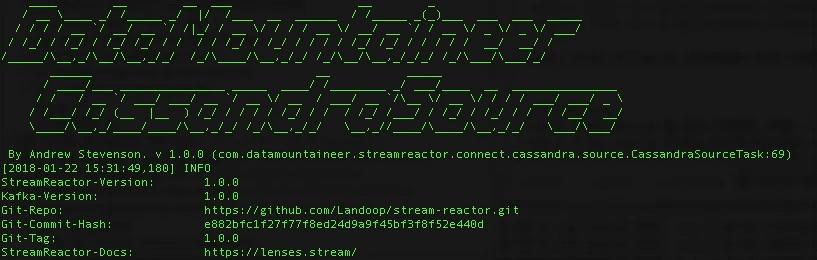 DataMountaineer
CassandraSource
By Andrew Stevenson. v 1.0.0 (com.datamountaineer.streamreactor.connect.cassandra.source.CassandraSourceTask:69)
[2018-01-22 15:31:49,180] INFO
StreamReactor-Version: 1.0.0
Kafka-Version: 1.0.0
Git-Repo: https://github.com/Landoop/stream-reactor.git
Git-Commit-Hash: e882bfc1f27f77f8ed24d9a9f45bf3f8f52e440d
Git-Tag: 1.0.0
StreamReactor-Docs: https://lenses.stream/